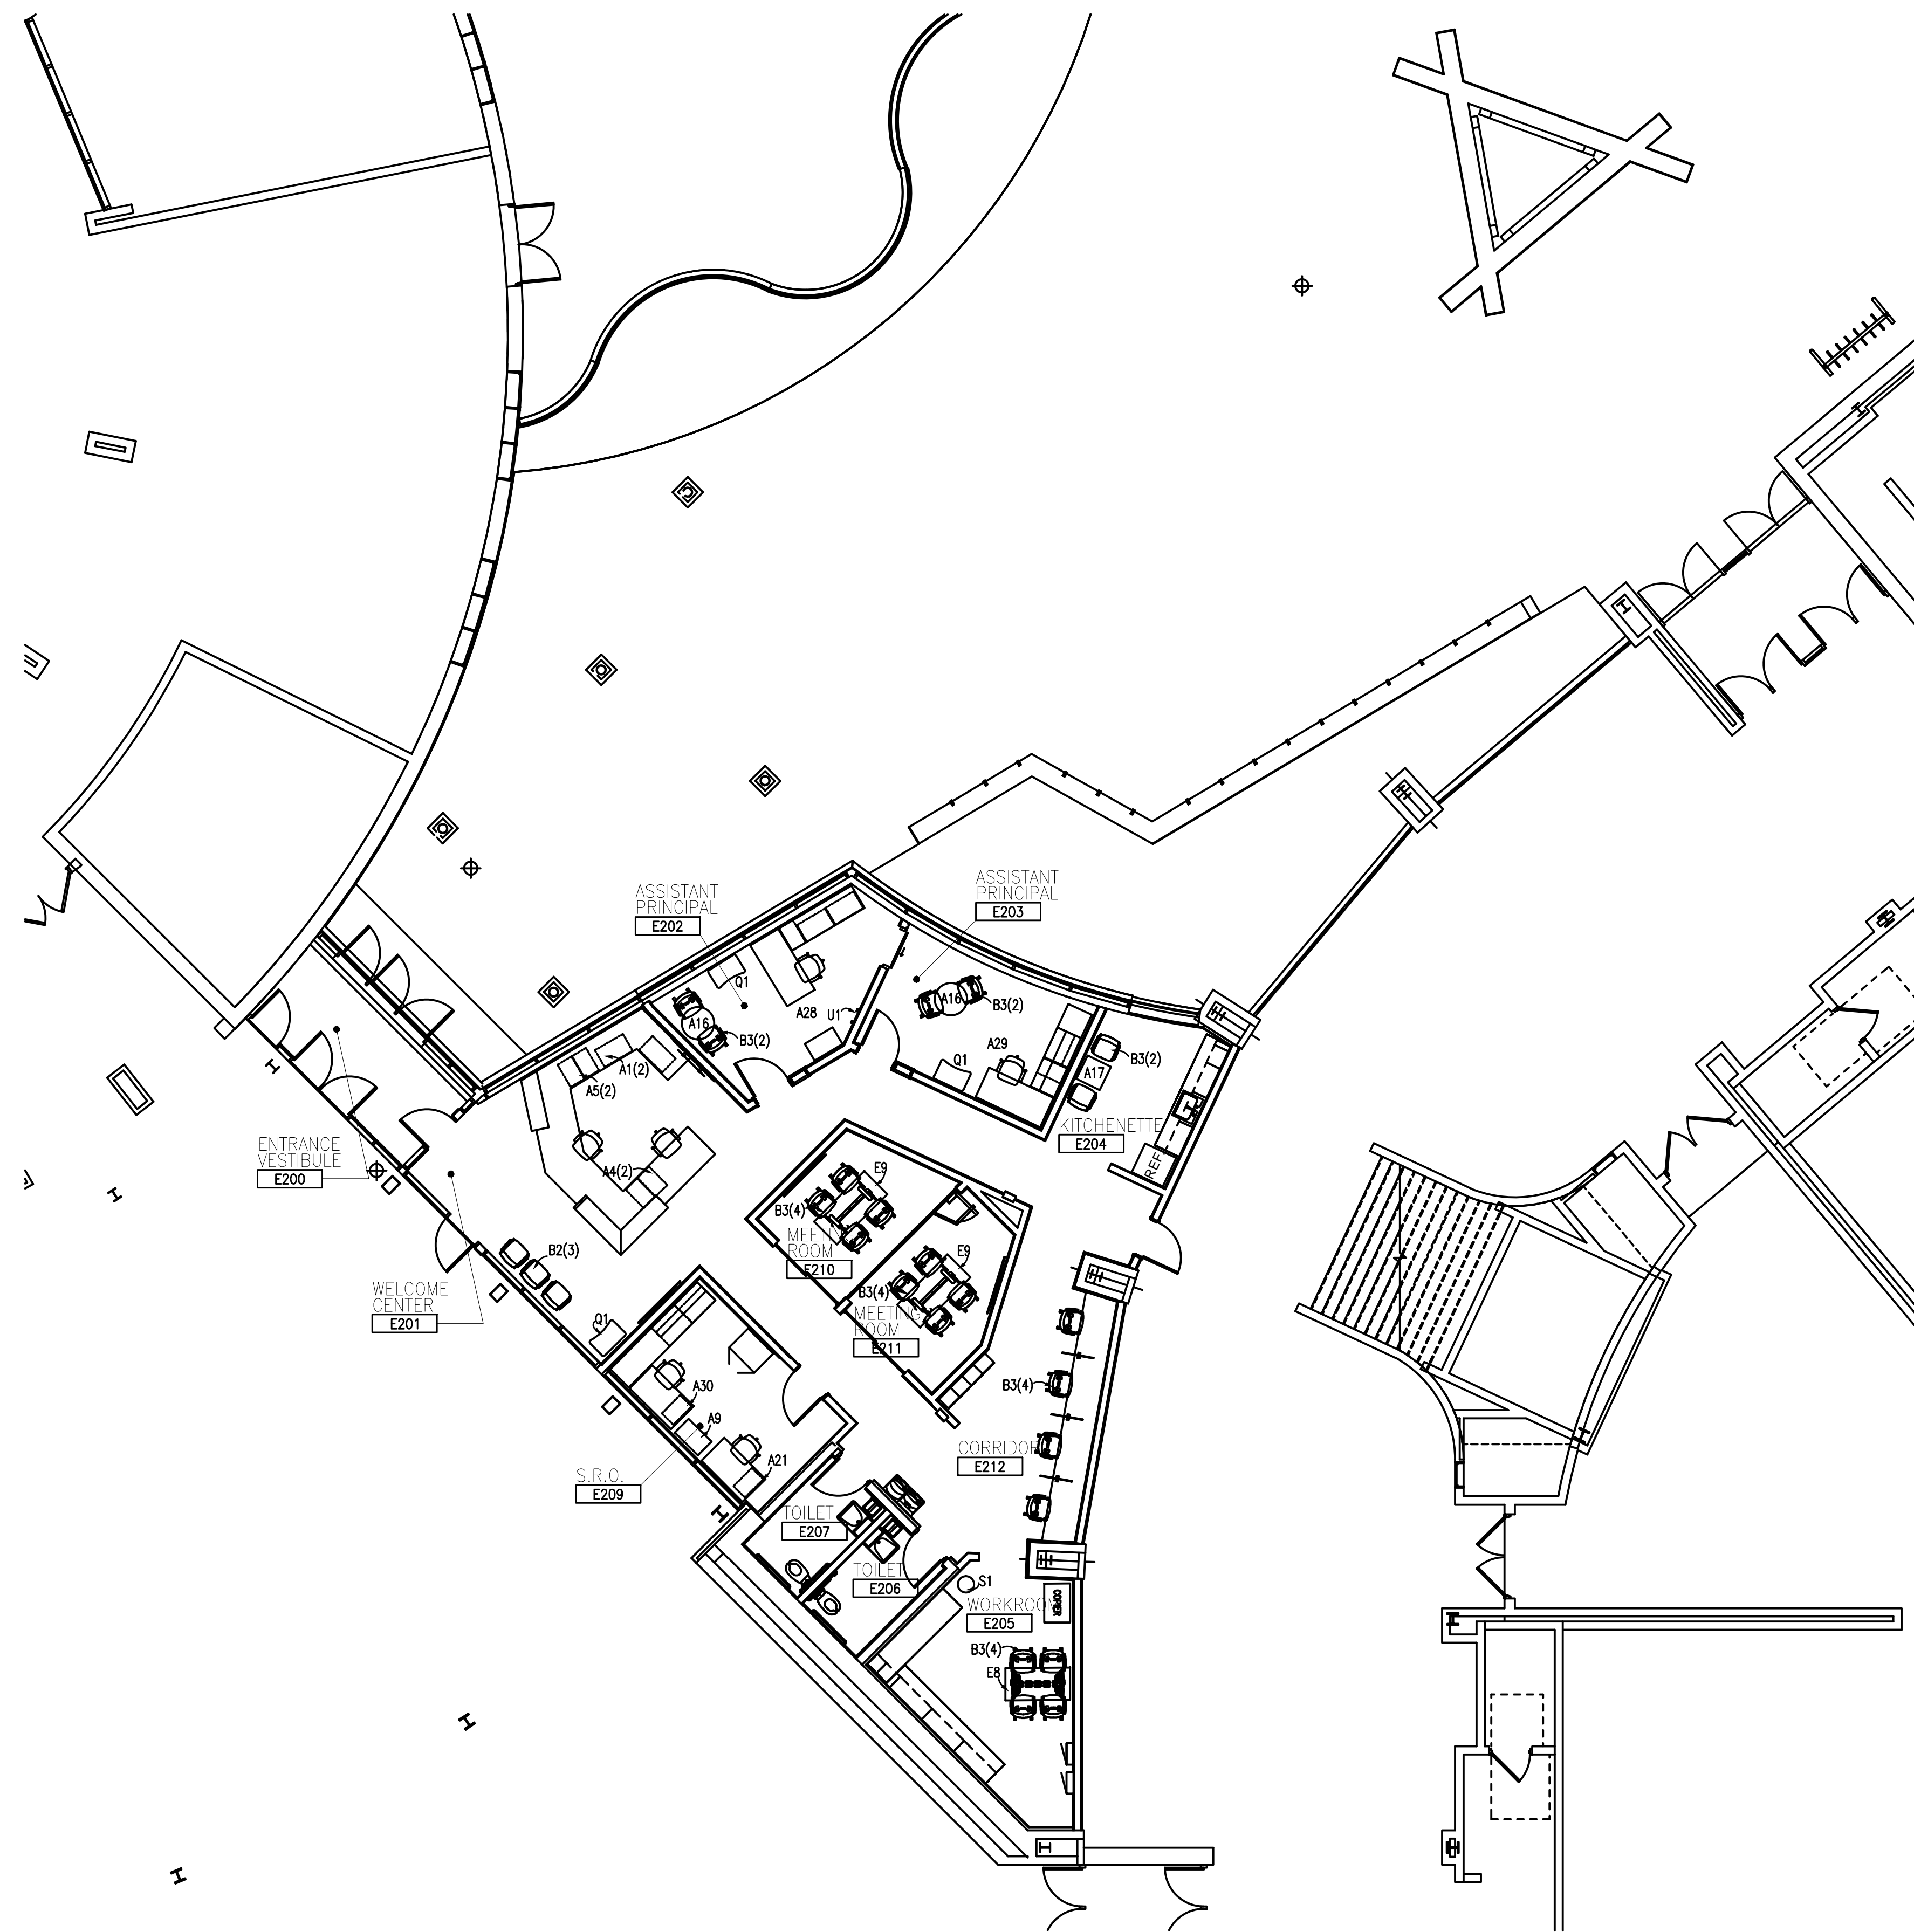 ASSISTANT
PRINCIPAL
E203
ASSISTANT
PRINCIPAL
E202
Q1
A16
B3(2)
A28
U1
A16
B3(2)
Q1
A29
B3(2)
A17
KITCHENETTE
E204
REF
A1(2)
A5(2)
A4(2)
ENTRANCE
VESTIBULE
E200
B2(3)
WELCOME
CENTER
E201
Q1
E9
B3(4)
MEETING
ROOM
E210
E9
B3(4)
MEETING
ROOM
E211
B3(4)
A30
A9
A21
S.R.O.
E209
CORRIDOR
E212
TOILET
E207
TOILET
E206
S1
COPIER
WORKROOM
E205
B3(4)
E8